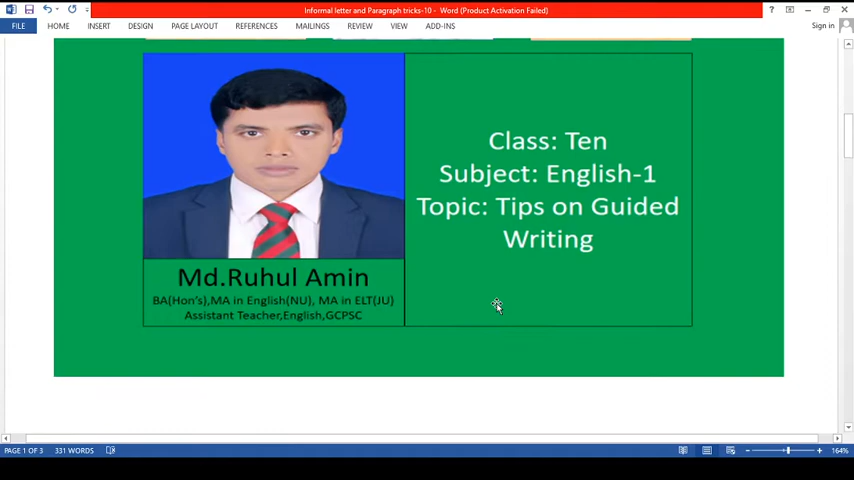 Informal letter and Paragraph tricks-10 - Word (Product Activation Failed)
FILE HOME INSERT DESIGN PAGE LAYOUT REFERENCES MAILINGS REVIEW VIEW ADD-INS Sign in
Class: Ten
Subject: English-1
Topic: Tips on Guided
Writing
Md.Ruhul Amin
BA(Hon's),MA in English(NU), MA in ELT(JU)
Assistant Teacher,English,GCPSC
PAGE 1 OF 3 331 WORDS 164%